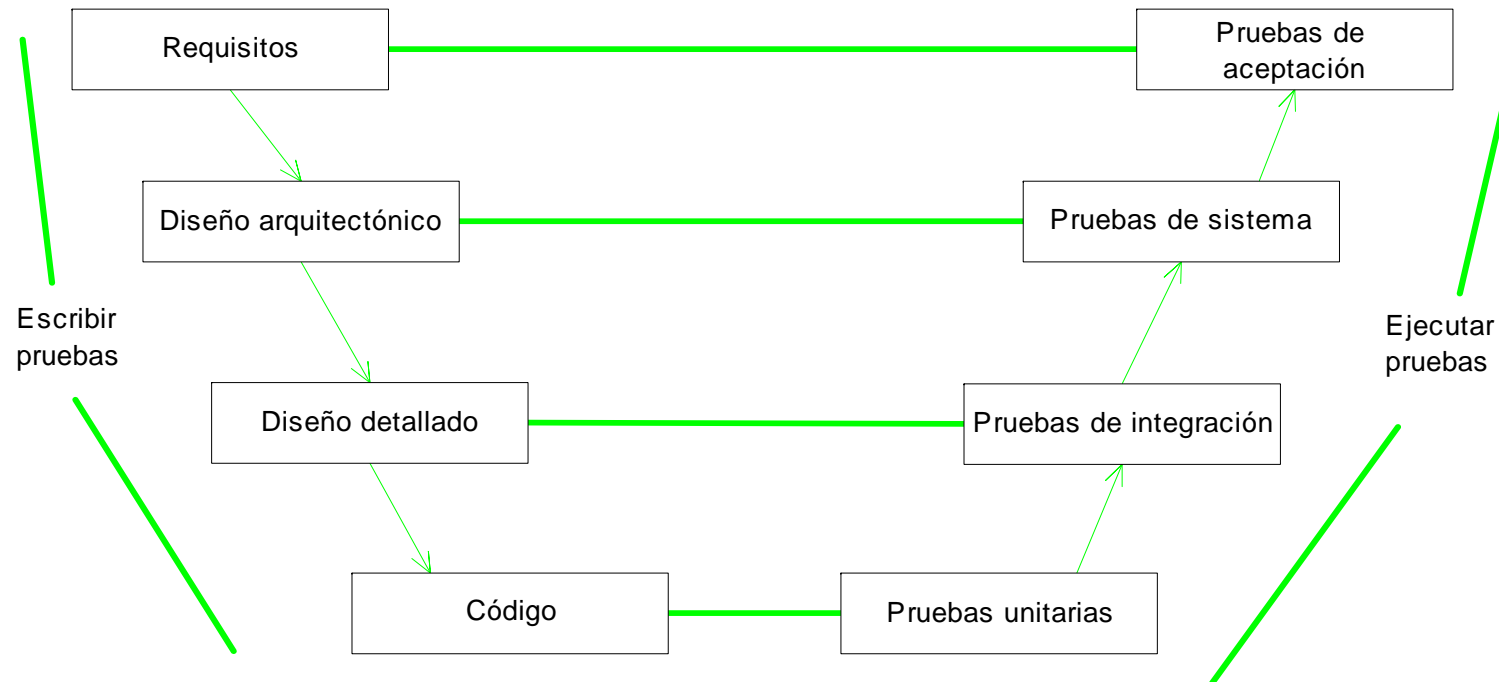 Requisitos
Pruebas de
aceptación
Diseño arquitectónico
Pruebas de sistema
Escribir
pruebas
Ejecutar
pruebas
Diseño detallado
Pruebas de integración
Código
Pruebas unitarias